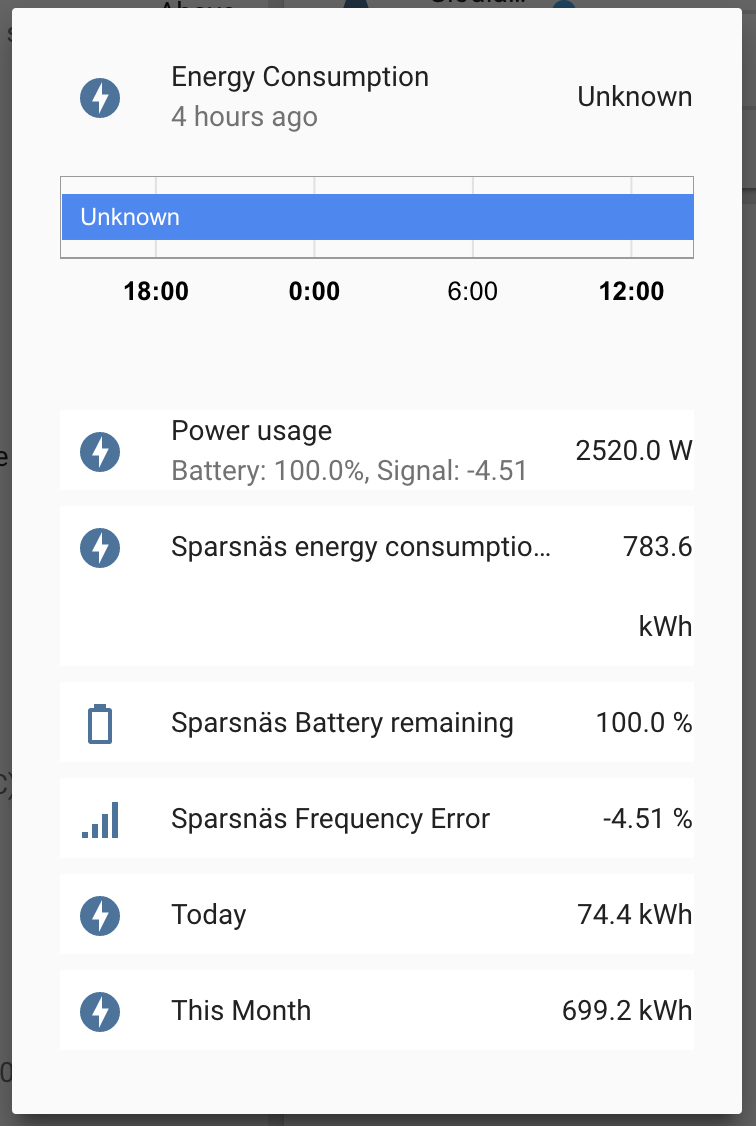 Energy Consumption
4 hours ago
Unknown
Unknown
18:00 0:00 6:00 12:00
Power usage
Battery: 100.0%, Signal: -4.51
2520.0 W
Sparsnäs energy consumptio...
783.6
kWh
Sparsnäs Battery remaining
100.0 %
Sparsnäs Frequency Error
-4.51 %
Today
74.4 kWh
This Month
699.2 kWh